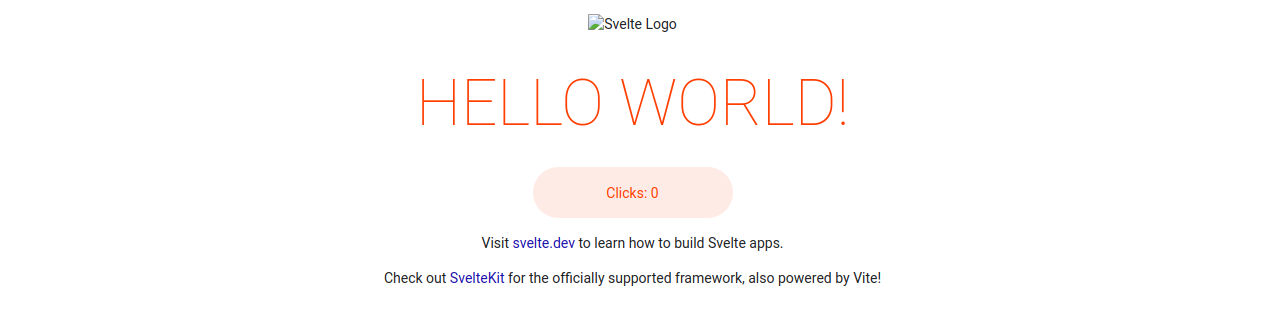 Svelte Logo
HELLO WORLD!
Clicks: 0
Visit svelte.dev to learn how to build Svelte apps.
Check out SvelteKit for the officially supported framework, also powered by Vite!